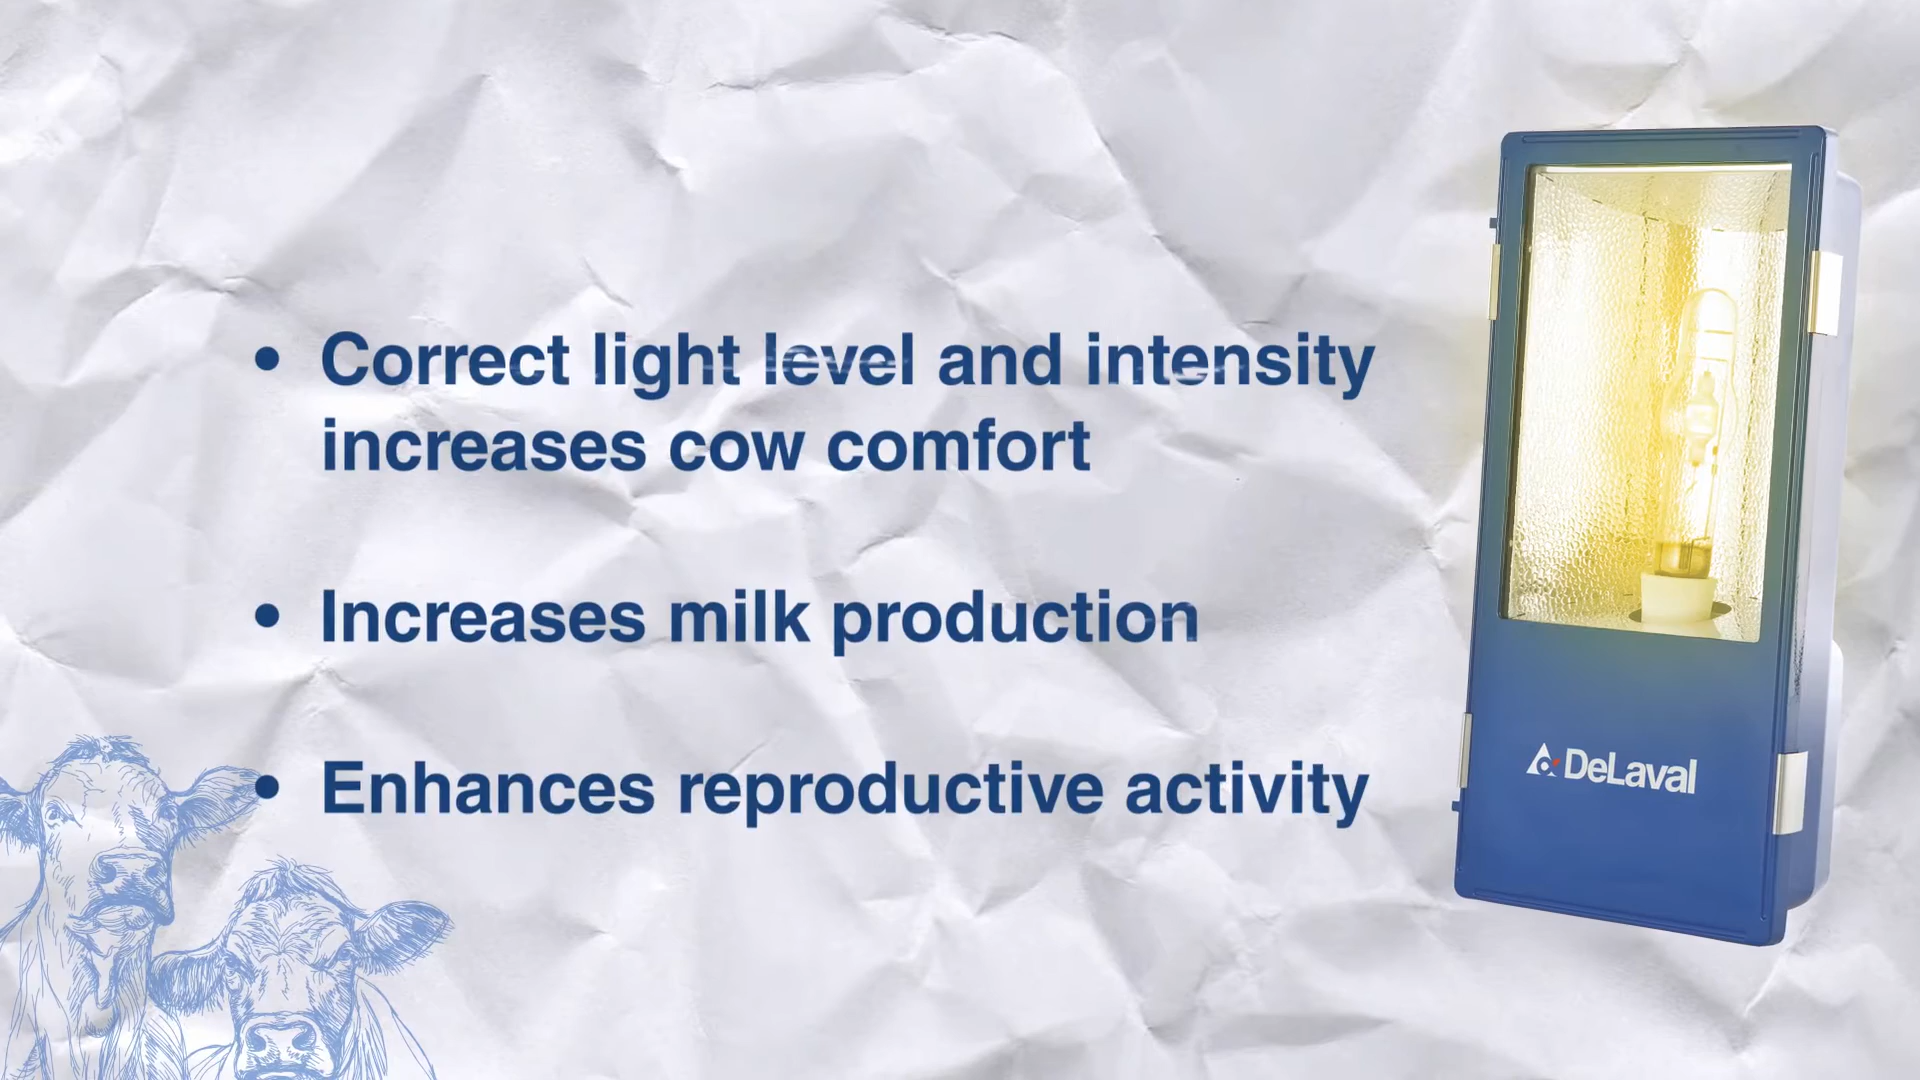 • Correct light level and intensity
increases cow comfort
• Increases milk production
• Enhances reproductive activity
DeLaval